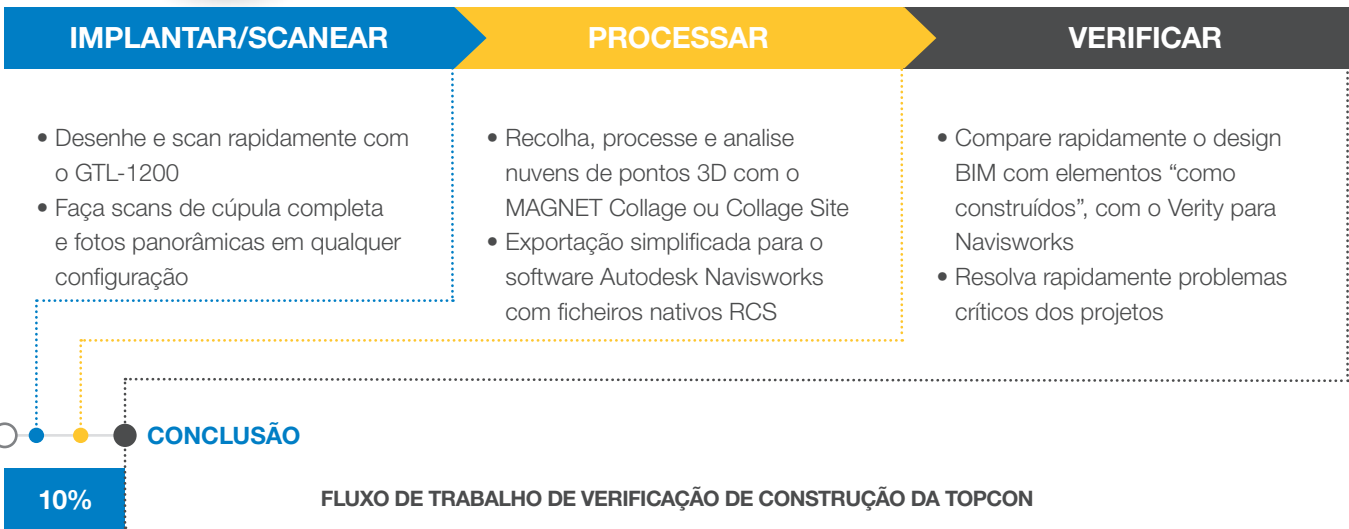 IMPLANTAR/SCANEAR
PROCESSAR
VERIFICAR
• Desenhe e scan rapidamente com
o GTL-1200
• Faça scans de cúpula completa
e fotos panorâmicas em qualquer
configuração
• Recolha, processe e analise
nuvens de pontos 3D com o
MAGNET Collage ou Collage Site
• Exportação simplificada para o
software Autodesk Navisworks
com ficheiros nativos RCS
• Compare rapidamente o design
BIM com elementos “como
construídos”, com o Verity para
Navisworks
• Resolva rapidamente problemas
críticos dos projetos
CONCLUSÃO
10%
FLUXO DE TRABALHO DE VERIFICAÇÃO DE CONSTRUÇÃO DA TOPCON